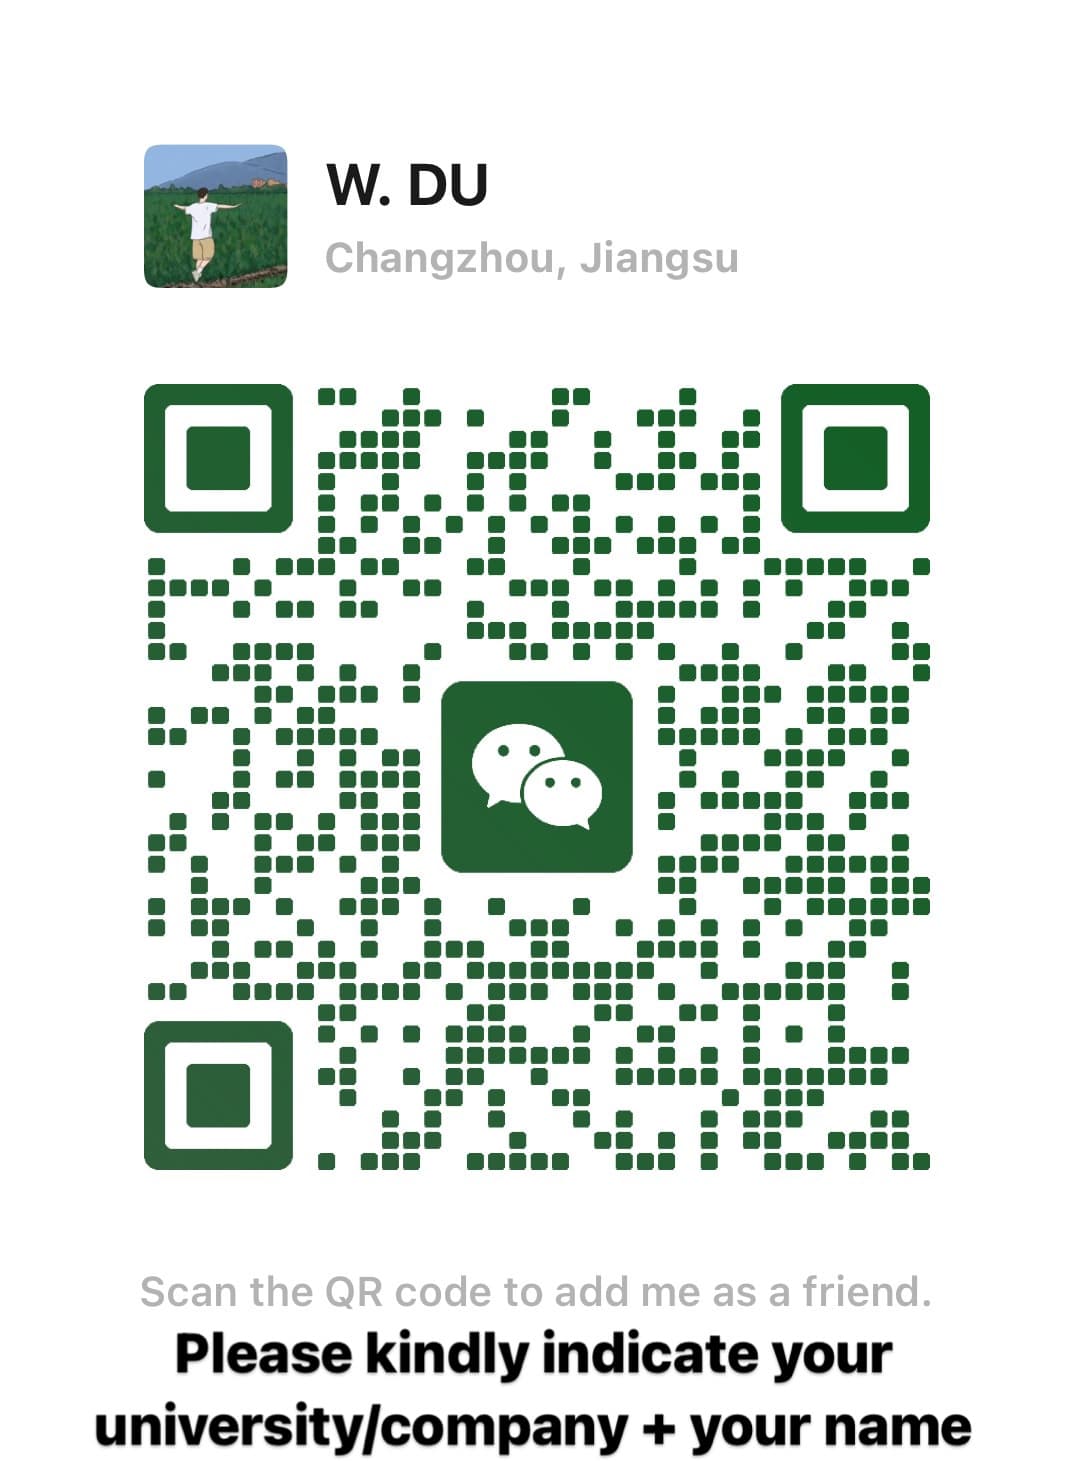 W. DU
Changzhou, Jiangsu
Scan the QR code to add me as a friend.
Please kindly indicate your
university/company + your name